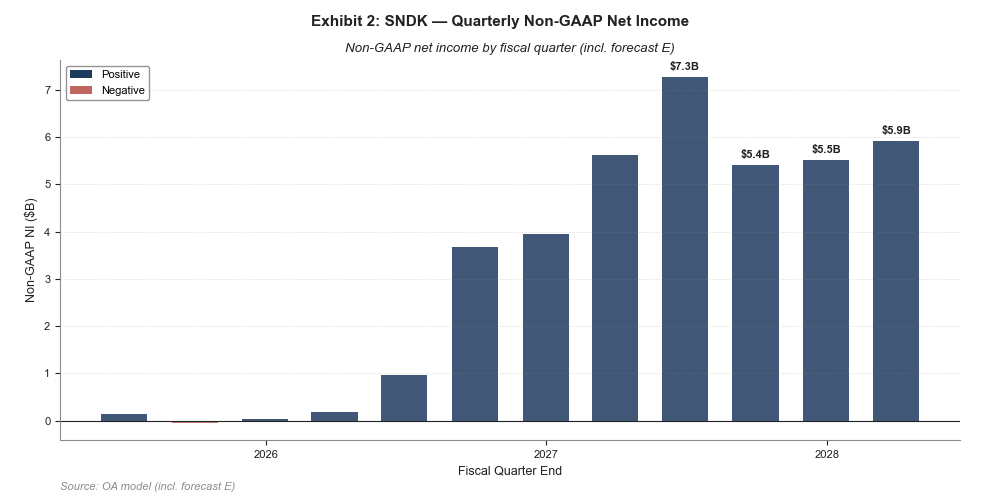 Exhibit 2: SNDK — Quarterly Non-GAAP Net Income
Non-GAAP net income by fiscal quarter (incl. forecast E)
Positive
Negative
$7.3B
$5.4B
$5.5B
$5.9B
7
6
5
4
3
2
1
0
Non-GAAP NI ($B)
2026
2027
2028
Fiscal Quarter End
Source: OA model (incl. forecast E)